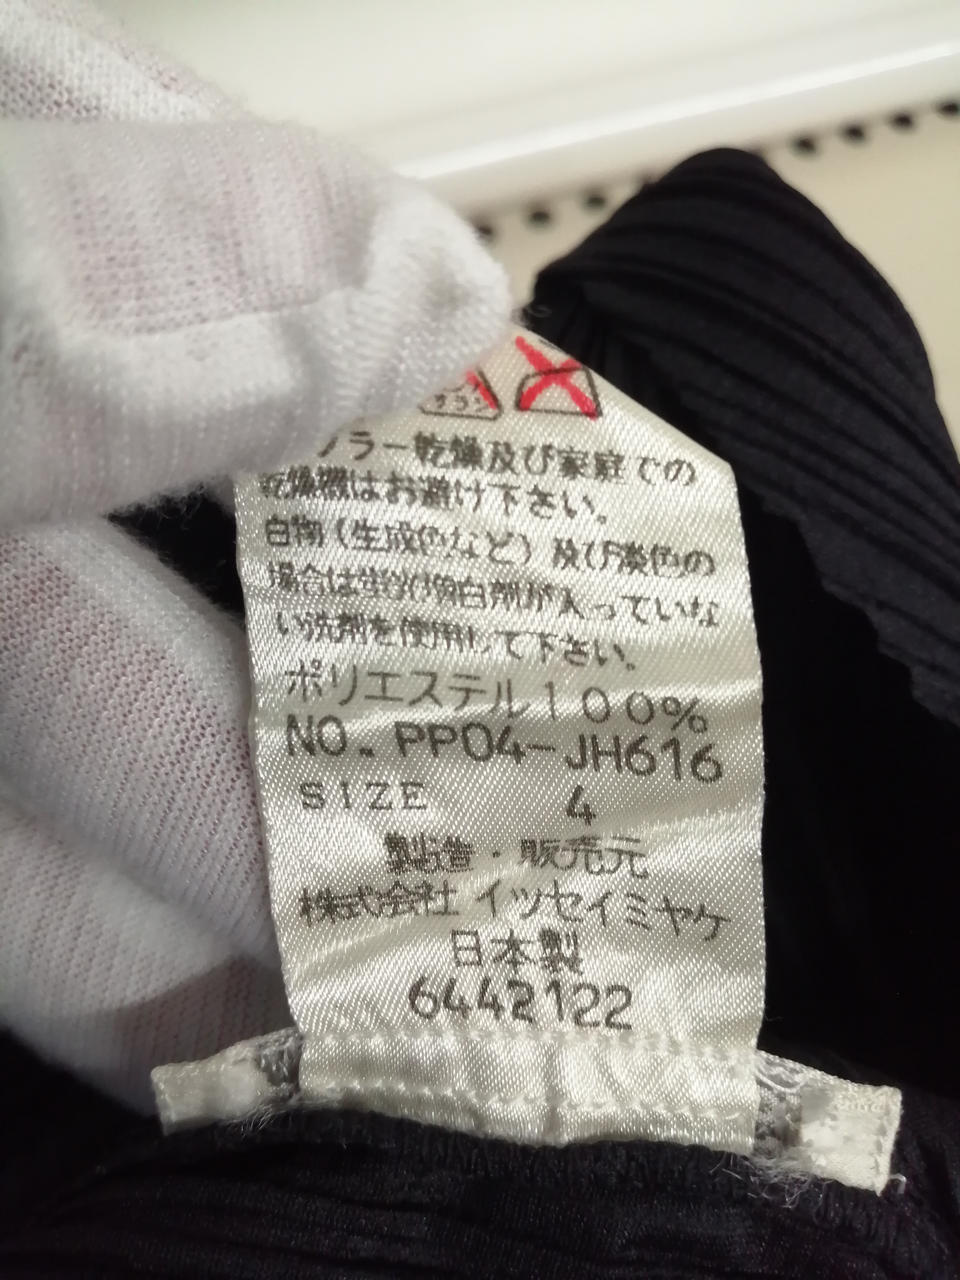 ブラー乾燥及び家庭での
乾燥機はお避け下さい。
白物(生成色など)及び淡色の
場合は蛍光増白剤が入っていな
い洗剤を使用して下さい。
ポリエステル100%
NO.PP04-JH616
SIZE 4
製造・販売元
株式会社イッセイミヤケ
日本製
6442122